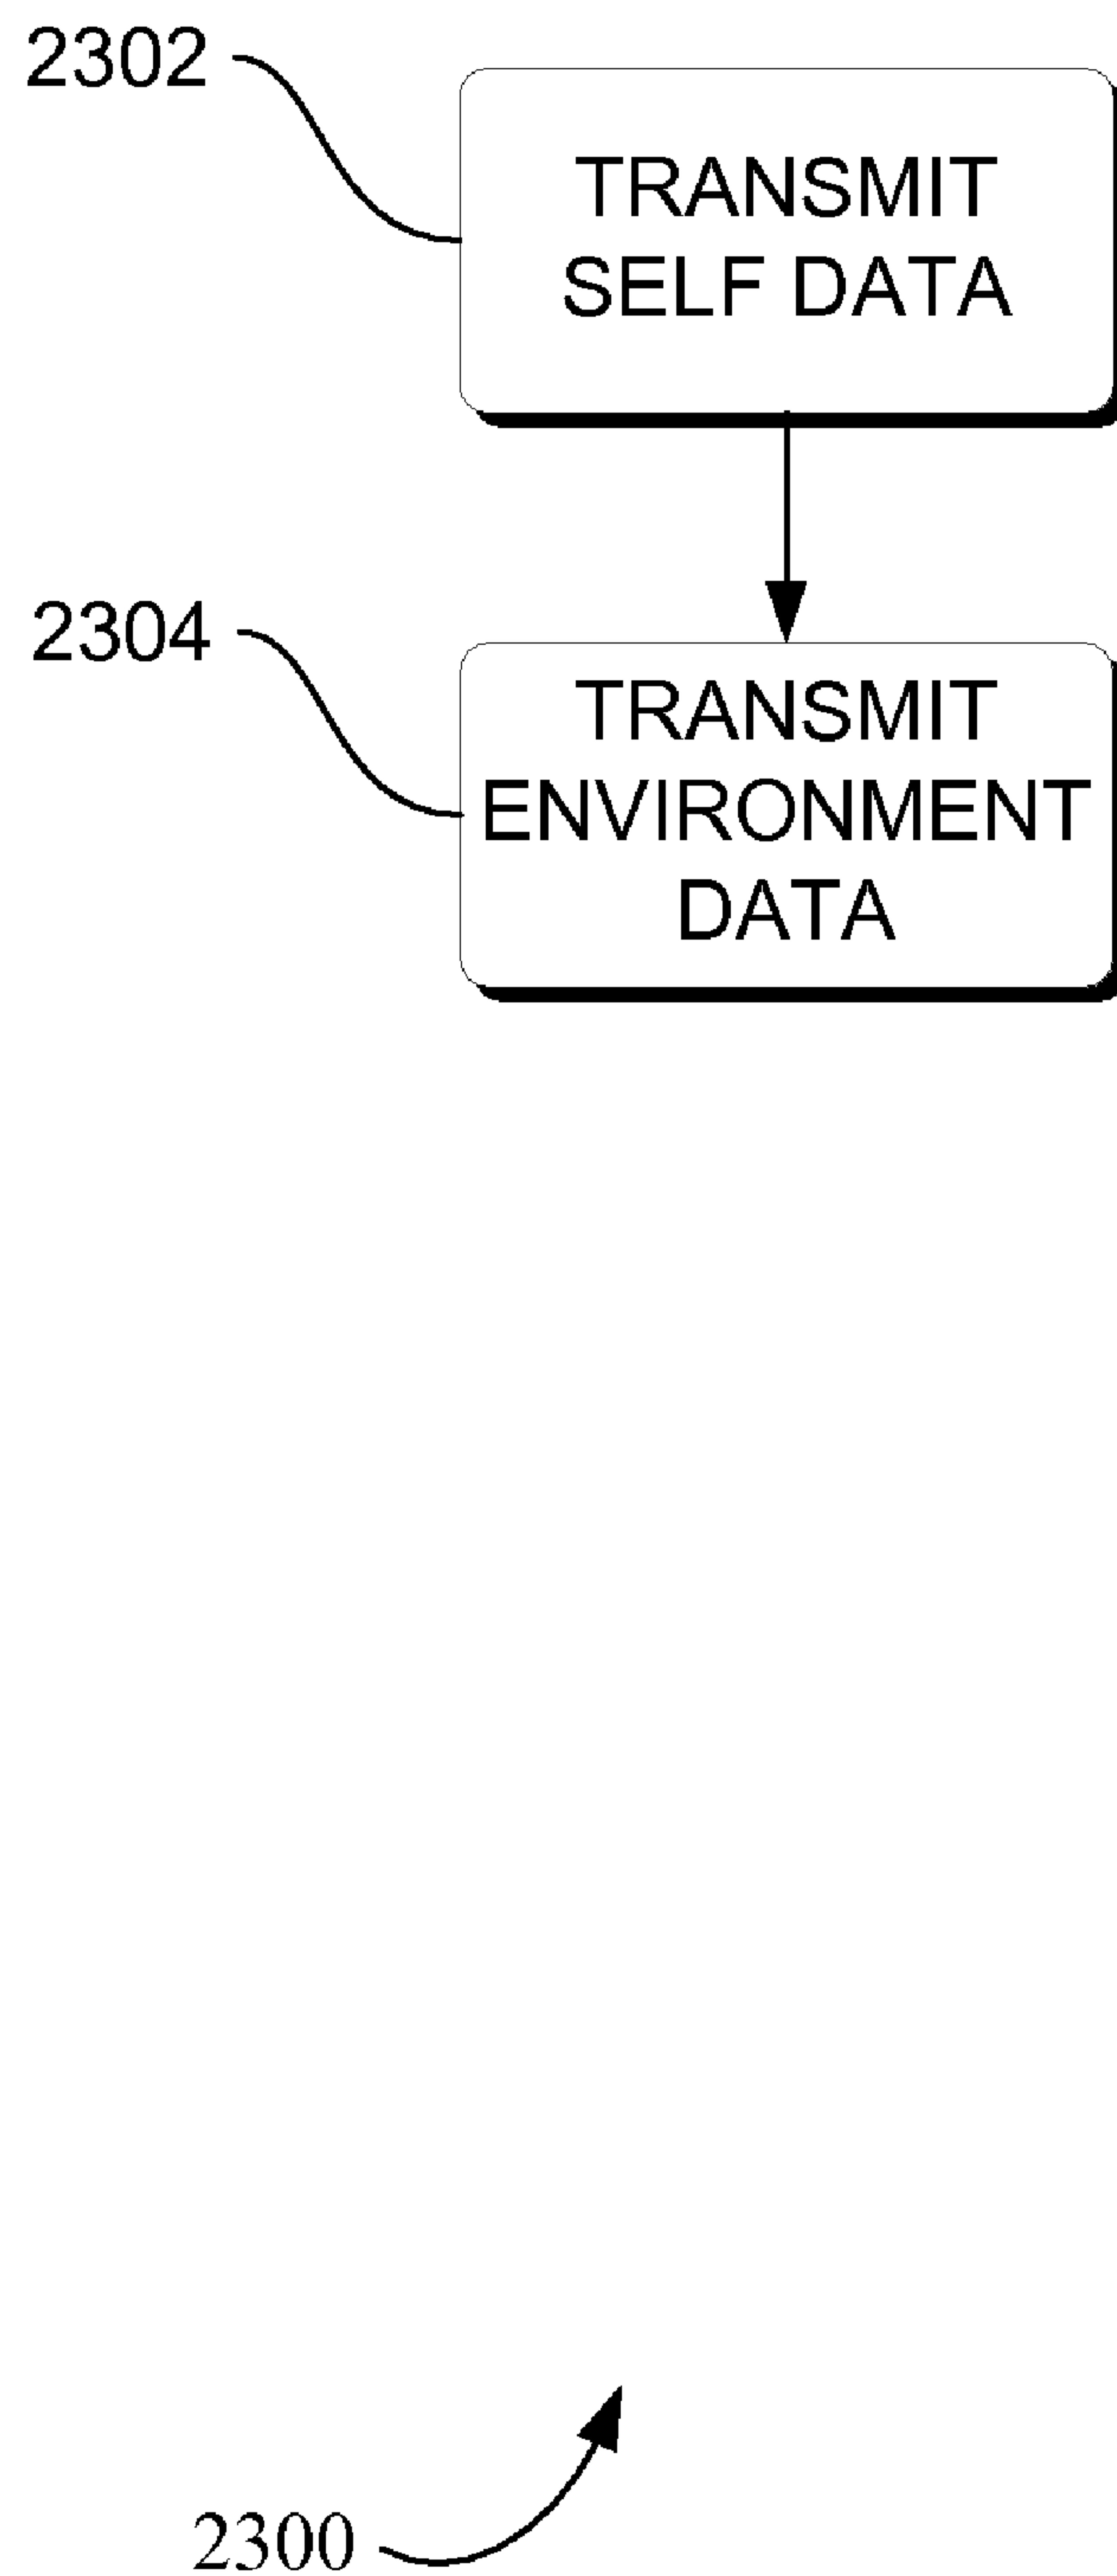 2302
TRANSMIT
SELF DATA
2304
TRANSMIT
ENVIRONMENT
DATA
2300